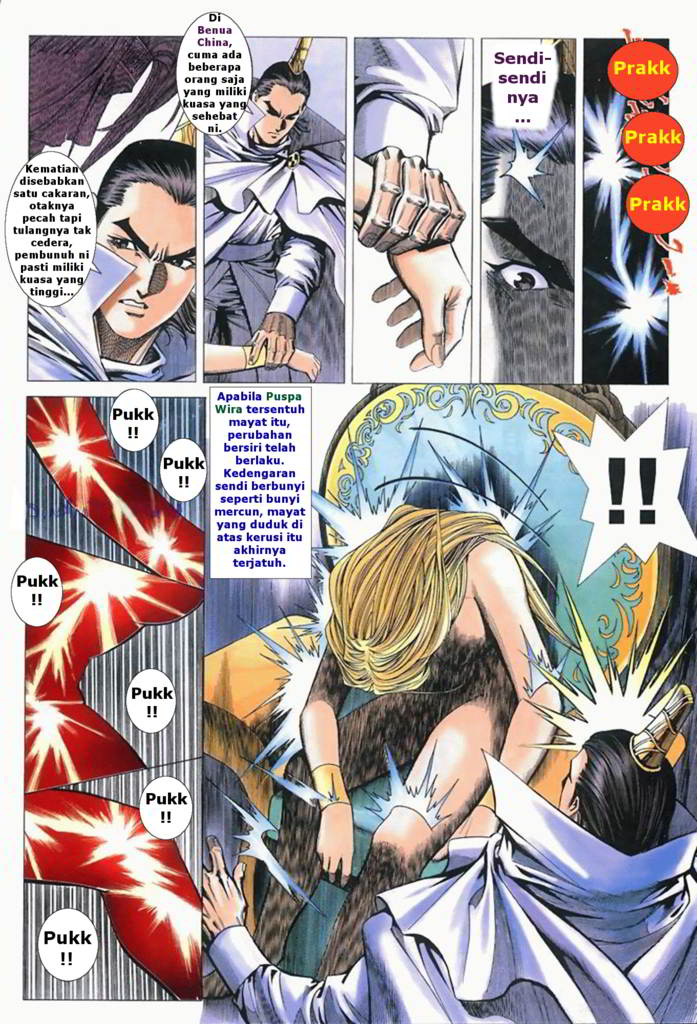 Kematian
disebabkan
satu cakaran,
otaknya
pecah tapi
tulangnya tak
cedera,
pembunuh ni
pasti miliki
kuasa yang
tinggi...
Di
Benua
China,
cuma ada
beberapa
orang saja
yang miliki
kuasa yang
sehebat
ni.
Sendi-
sendi
nya
...
Prakk
Prakk
Prakk
Pukk
!!
Pukk
!!
Pukk
!!
Pukk
!!
Pukk
!!
Pukk
!!
Apabila Puspa
Wira tersentuh
mayat itu,
perubahan
bersiri telah
berlaku.
Kedengaran
sendi berbunyi
seperti bunyi
mercun, mayat
yang duduk di
atas kerusi itu
akhirnya
terjatuh.
!!